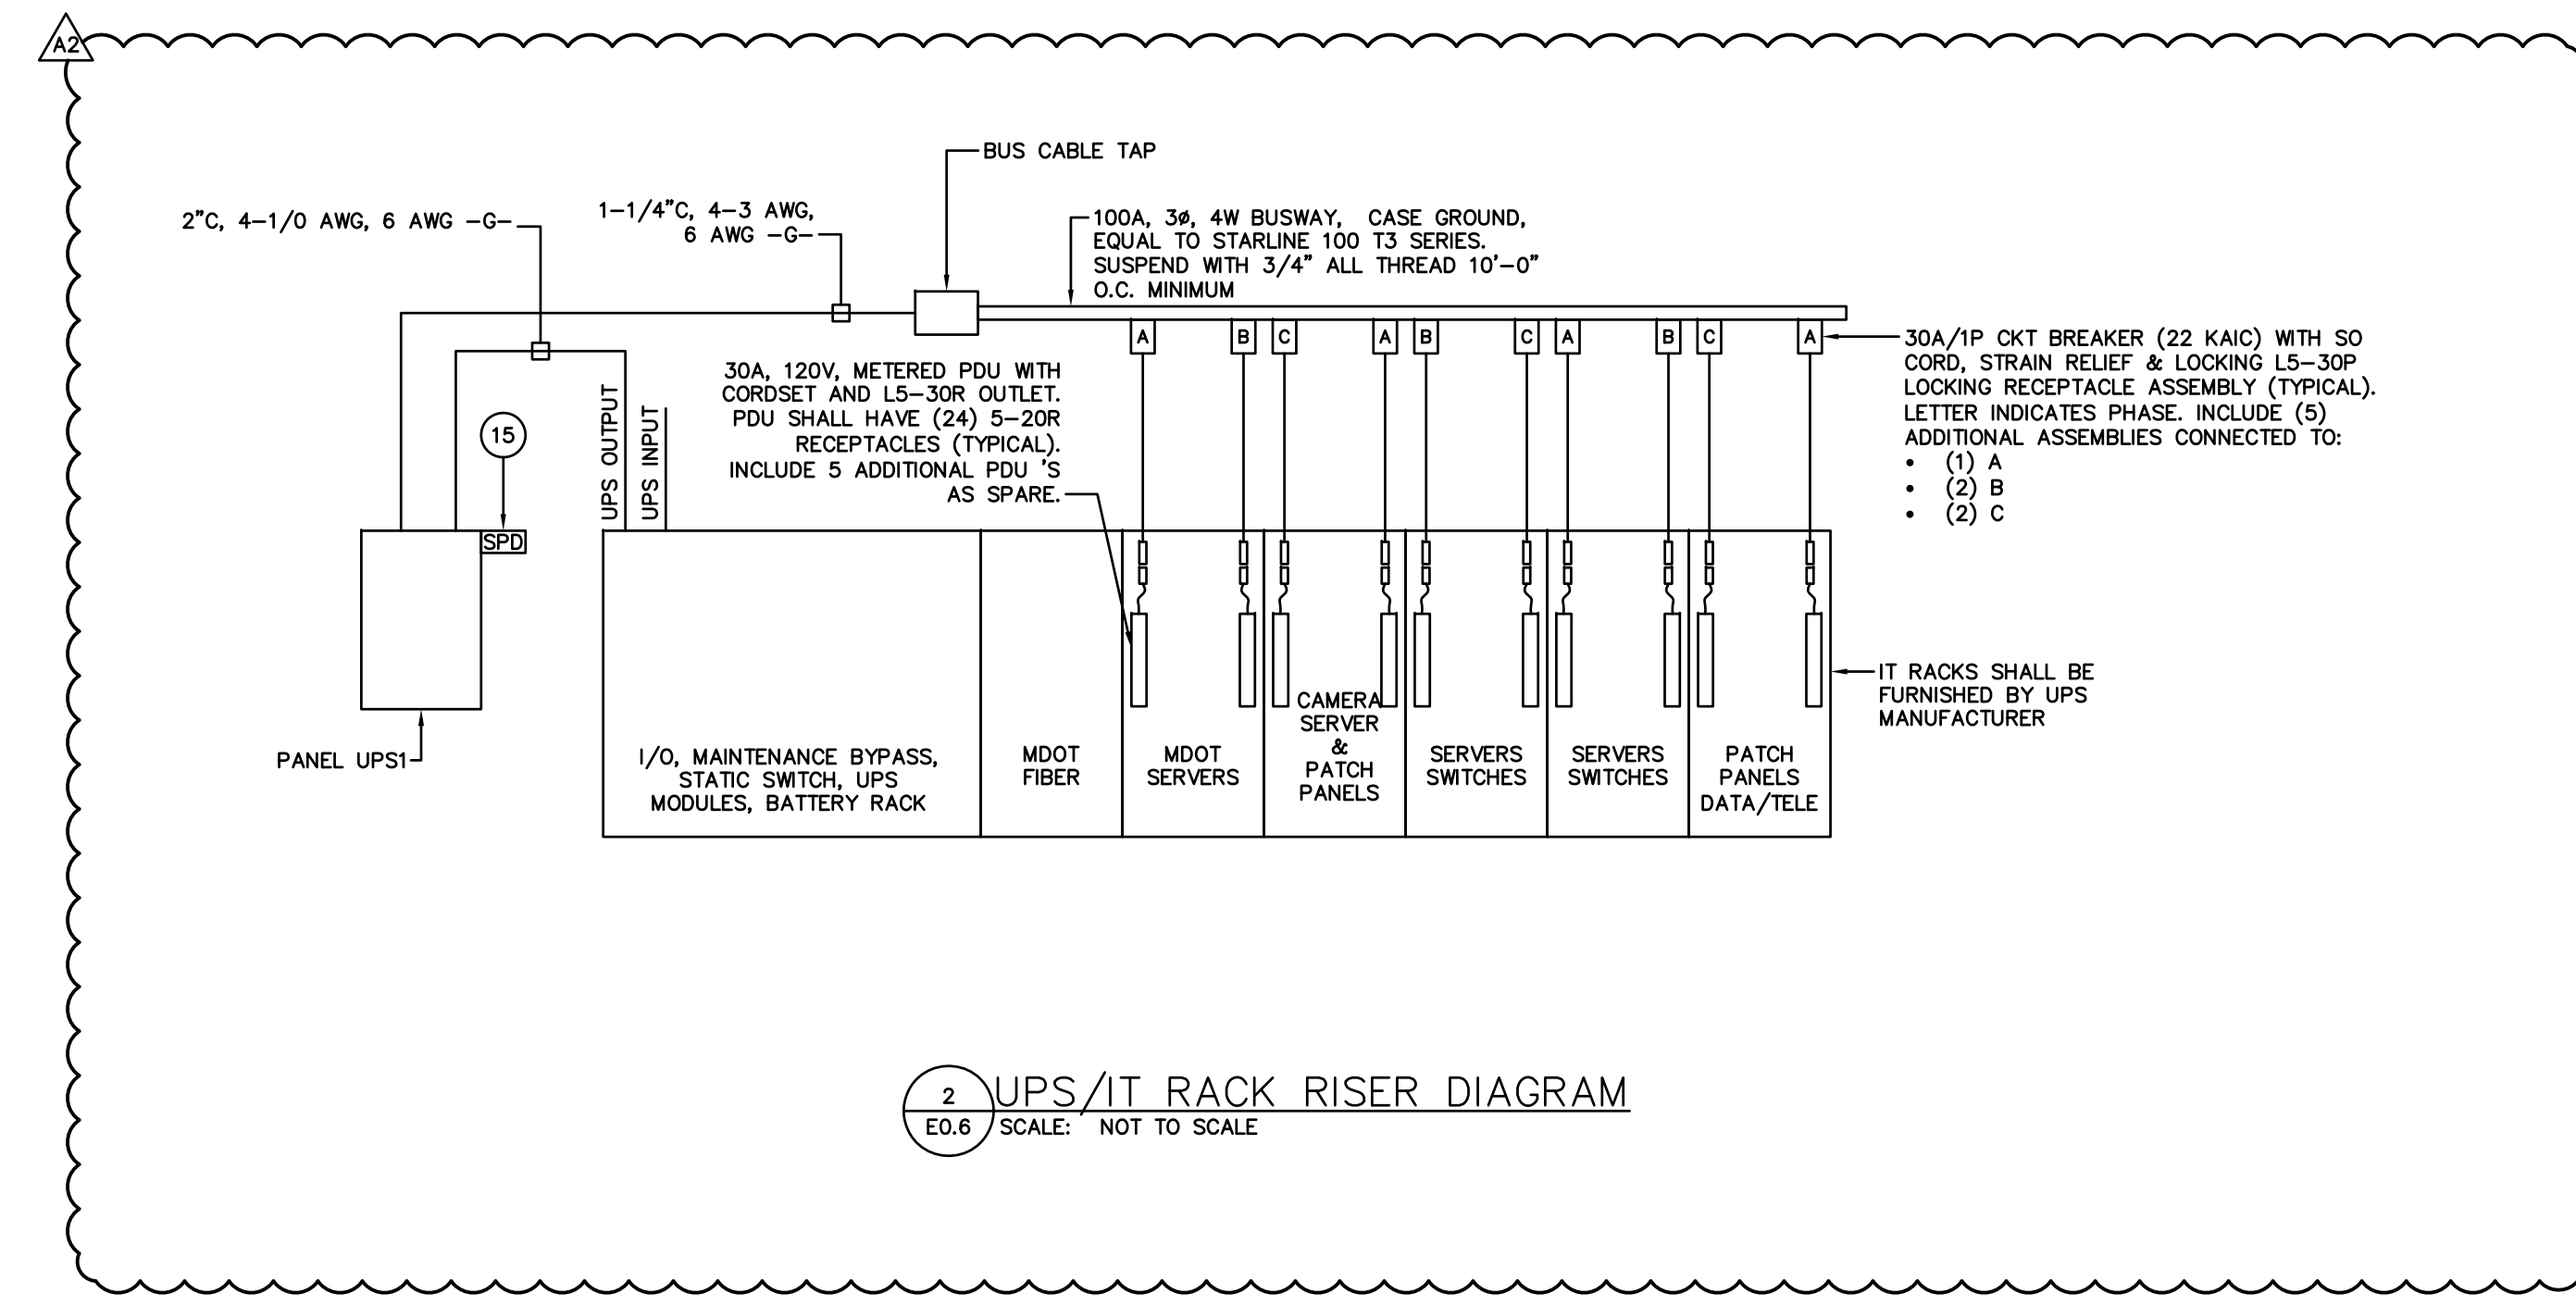 A2
BUS CABLE TAP
2"C, 4-1/0 AWG, 6 AWG -G-
1-1/4"C, 4-3 AWG,
6 AWG -G-
100A, 3ø, 4W BUSWAY, CASE GROUND,
EQUAL TO STARLINE 100 T3 SERIES.
SUSPEND WITH 3/4" ALL THREAD 10'-0"
O.C. MINIMUM
A B C A B C A B C A
30A/1P CKT BREAKER (22 KAIC) WITH SO
CORD, STRAIN RELIEF & LOCKING L5-30P
LOCKING RECEPTACLE ASSEMBLY (TYPICAL).
LETTER INDICATES PHASE. INCLUDE (5)
ADDITIONAL ASSEMBLIES CONNECTED TO:
• (1) A
• (2) B
• (2) C
30A, 120V, METERED PDU WITH
CORDSET AND L5-30R OUTLET.
PDU SHALL HAVE (24) 5-20R
RECEPTACLES (TYPICAL).
INCLUDE 5 ADDITIONAL PDU 'S
AS SPARE.
UPS OUTPUT
UPS INPUT
15
SPD
PANEL UPS1
I/O, MAINTENANCE BYPASS,
STATIC SWITCH, UPS
MODULES, BATTERY RACK
MDOT
FIBER
MDOT
SERVERS
CAMERA
SERVER
&
PATCH
PANELS
SERVERS
SWITCHES
SERVERS
SWITCHES
PATCH
PANELS
DATA/TELE
IT RACKS SHALL BE
FURNISHED BY UPS
MANUFACTURER
2
E0.6
UPS/IT RACK RISER DIAGRAM
SCALE: NOT TO SCALE